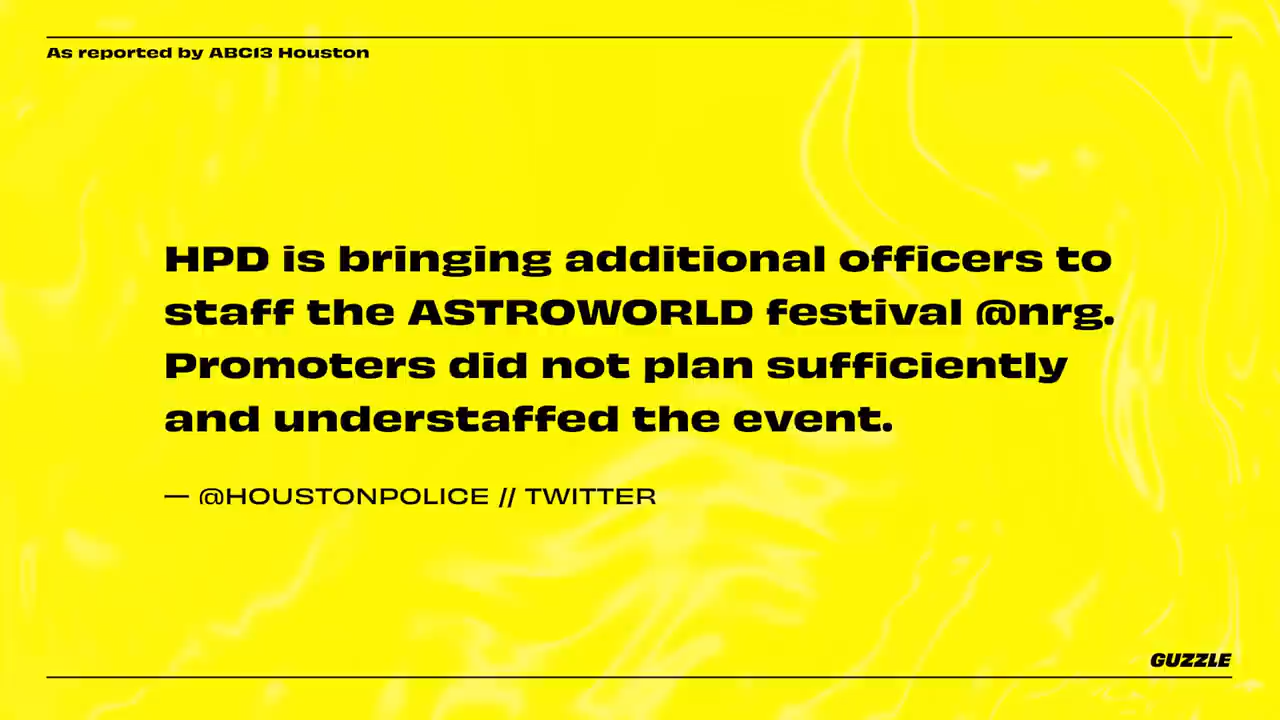 As reported by ABC13 Houston
HPD is bringing additional officers to
staff the ASTROWORLD festival @nrg.
Promoters did not plan sufficiently
and understaffed the event.
— @HOUSTONPOLICE // TWITTER
GUZZLE